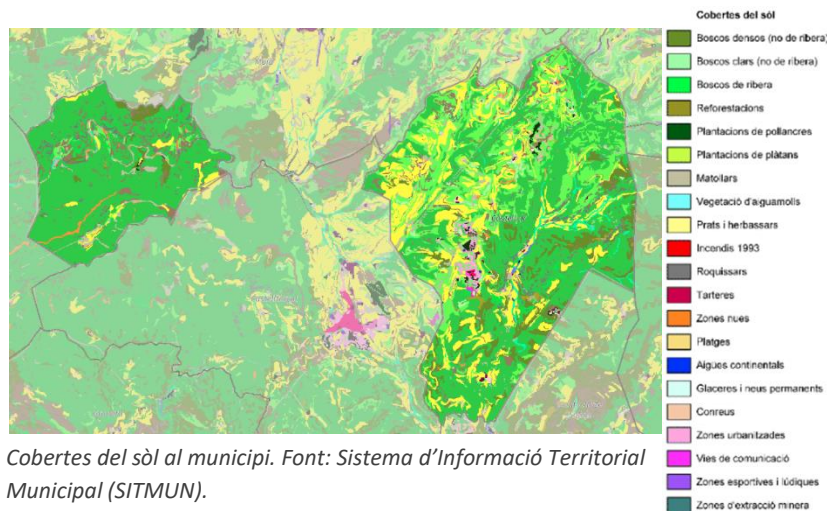 Cobertes del sòl
Boscos densos (no de ribera)
Boscos clars (no de ribera)
Boscos de ribera
Reforestacions
Plantacions de pollancres
Plantacions de plàtans
Matollars
Vegetació d'aiguamolls
Prats i herbassars
Incendis 1993
Roquissars
Tarteres
Zones nues
Platges
Aigües continentals
Glaceres i neus permanents
Conreus
Zones urbanitzades
Vies de comunicació
Zones esportives i lúdiques
Zones d'extracció minera
Cobertes del sòl al municipi. Font: Sistema d'Informació Territorial
Municipal (SITMUN).